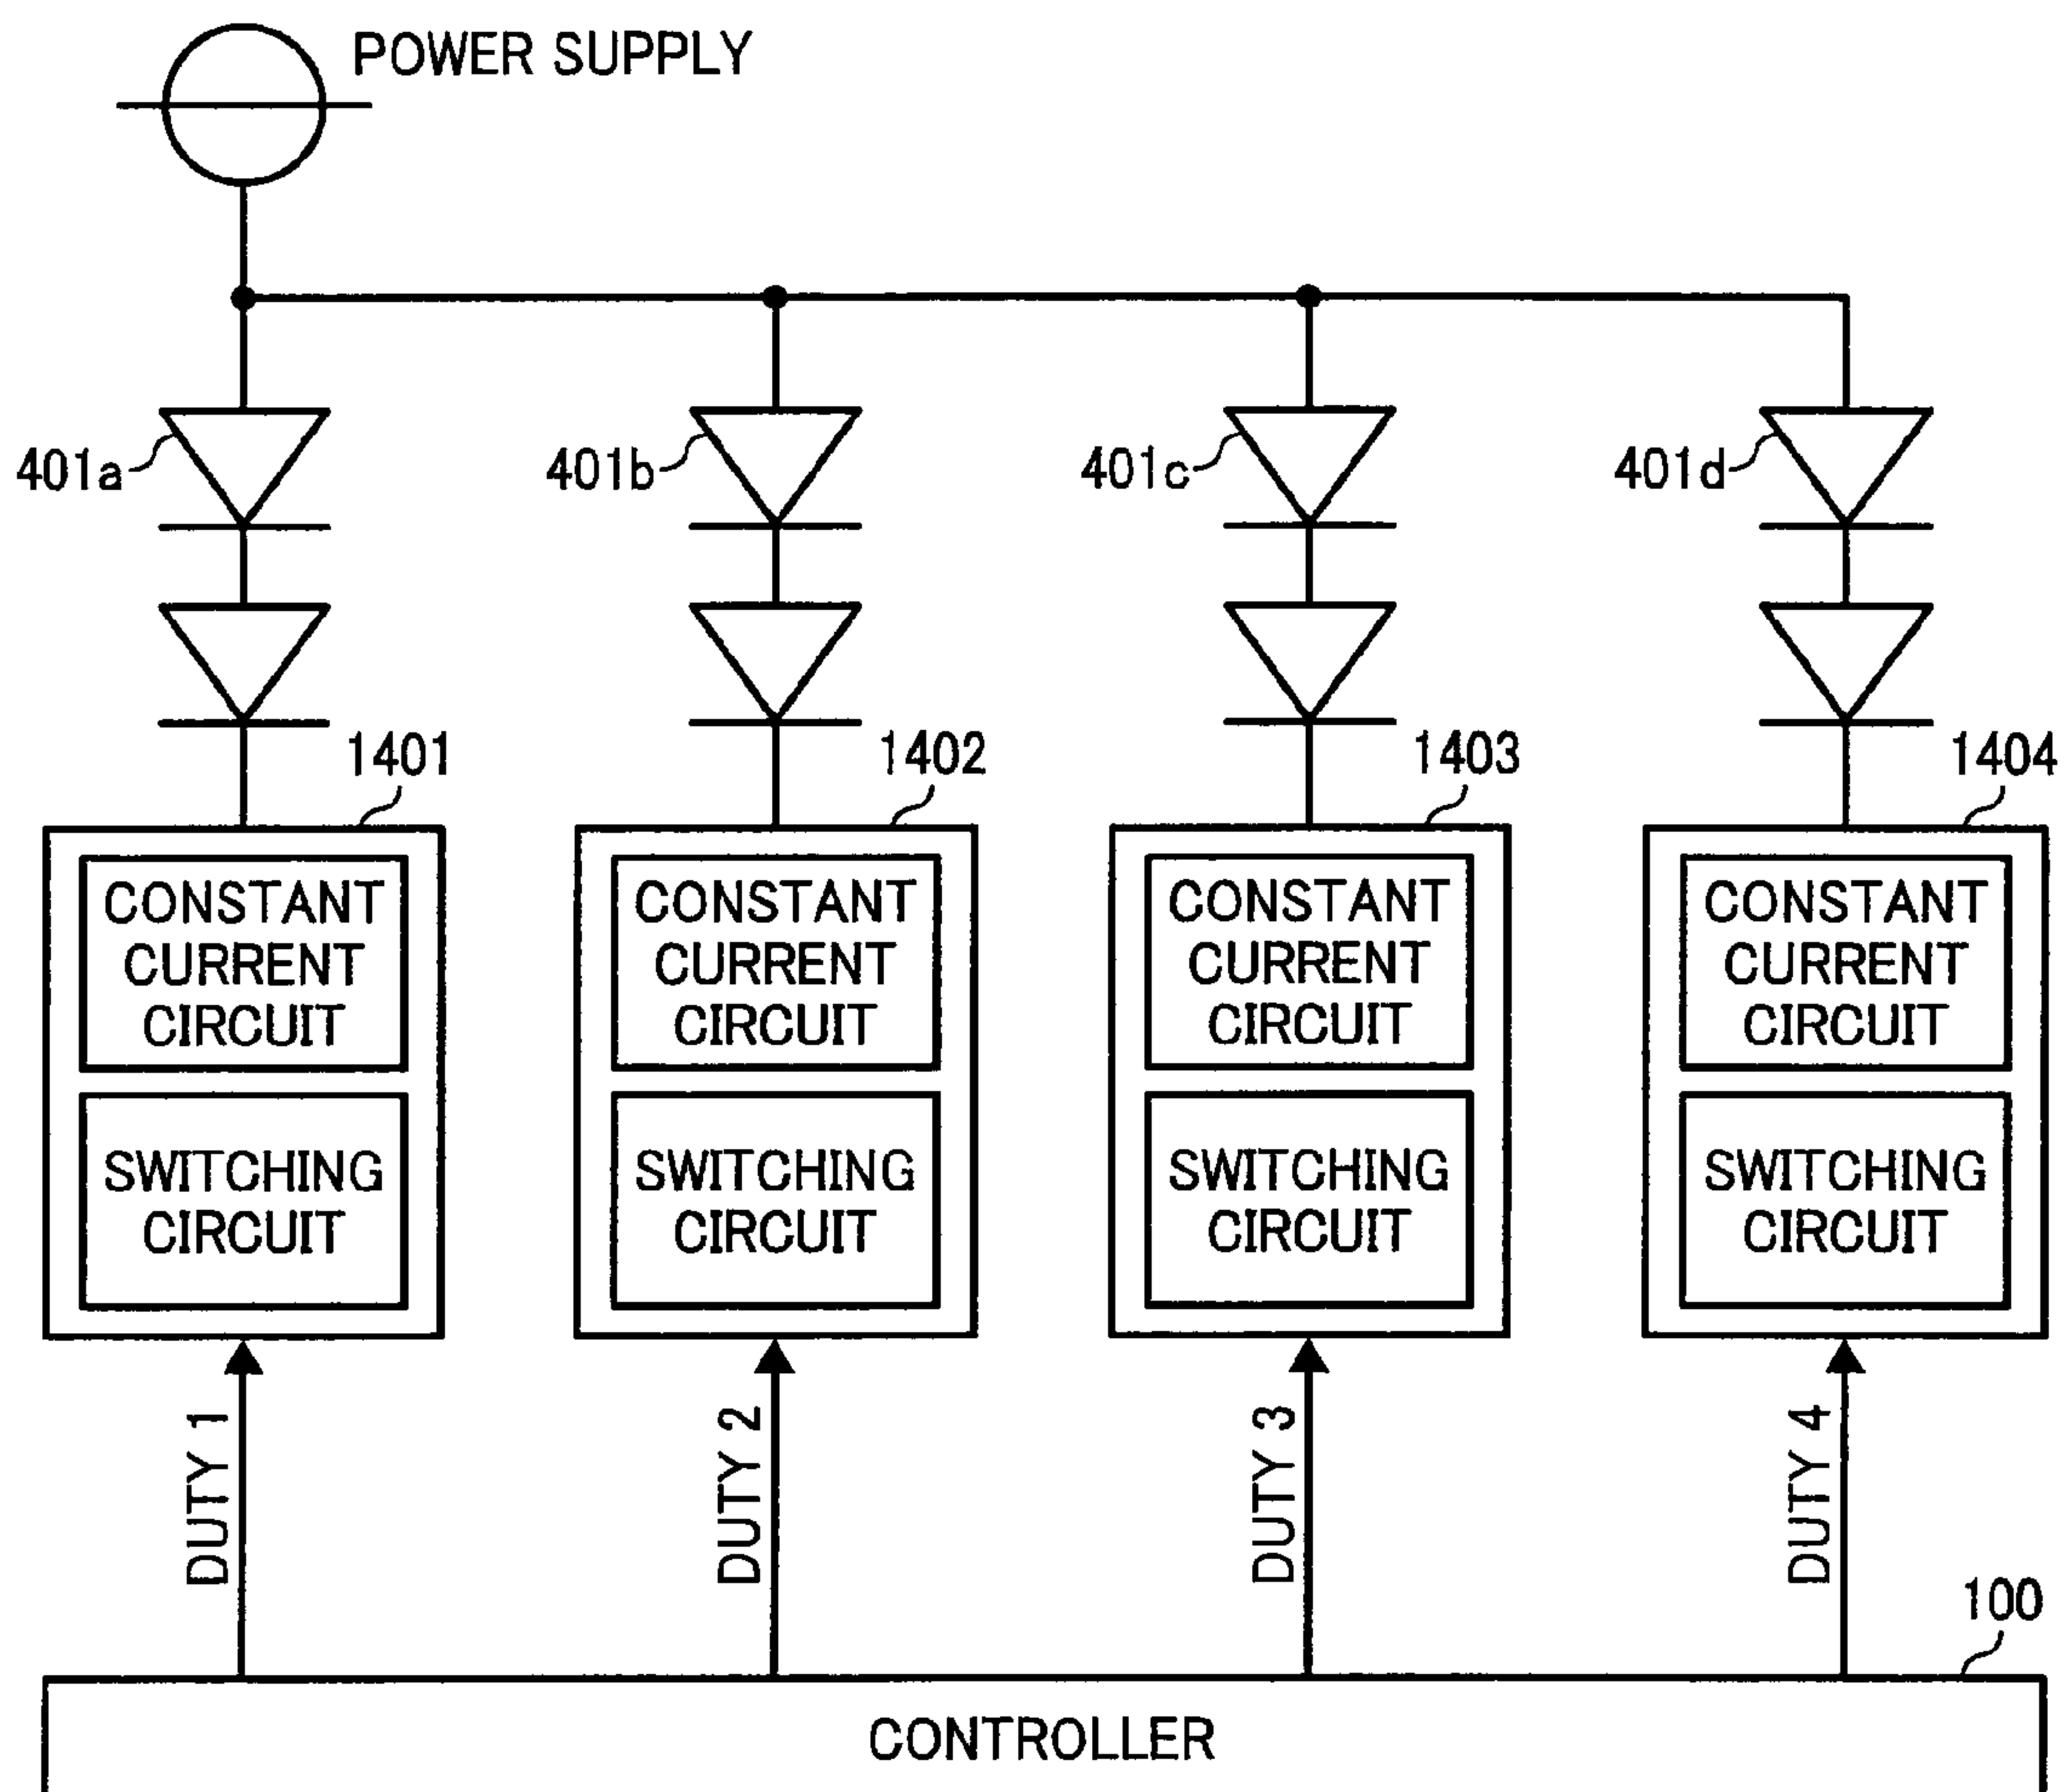 POWER SUPPLY
401a
401b
401c
401d
1401
1402
1403
1404
CONSTANT
CURRENT
CIRCUIT
CONSTANT
CURRENT
CIRCUIT
CONSTANT
CURRENT
CIRCUIT
CONSTANT
CURRENT
CIRCUIT
SWITCHING
CIRCUIT
SWITCHING
CIRCUIT
SWITCHING
CIRCUIT
SWITCHING
CIRCUIT
DUTY 1
DUTY 2
DUTY 3
DUTY 4
100
CONTROLLER